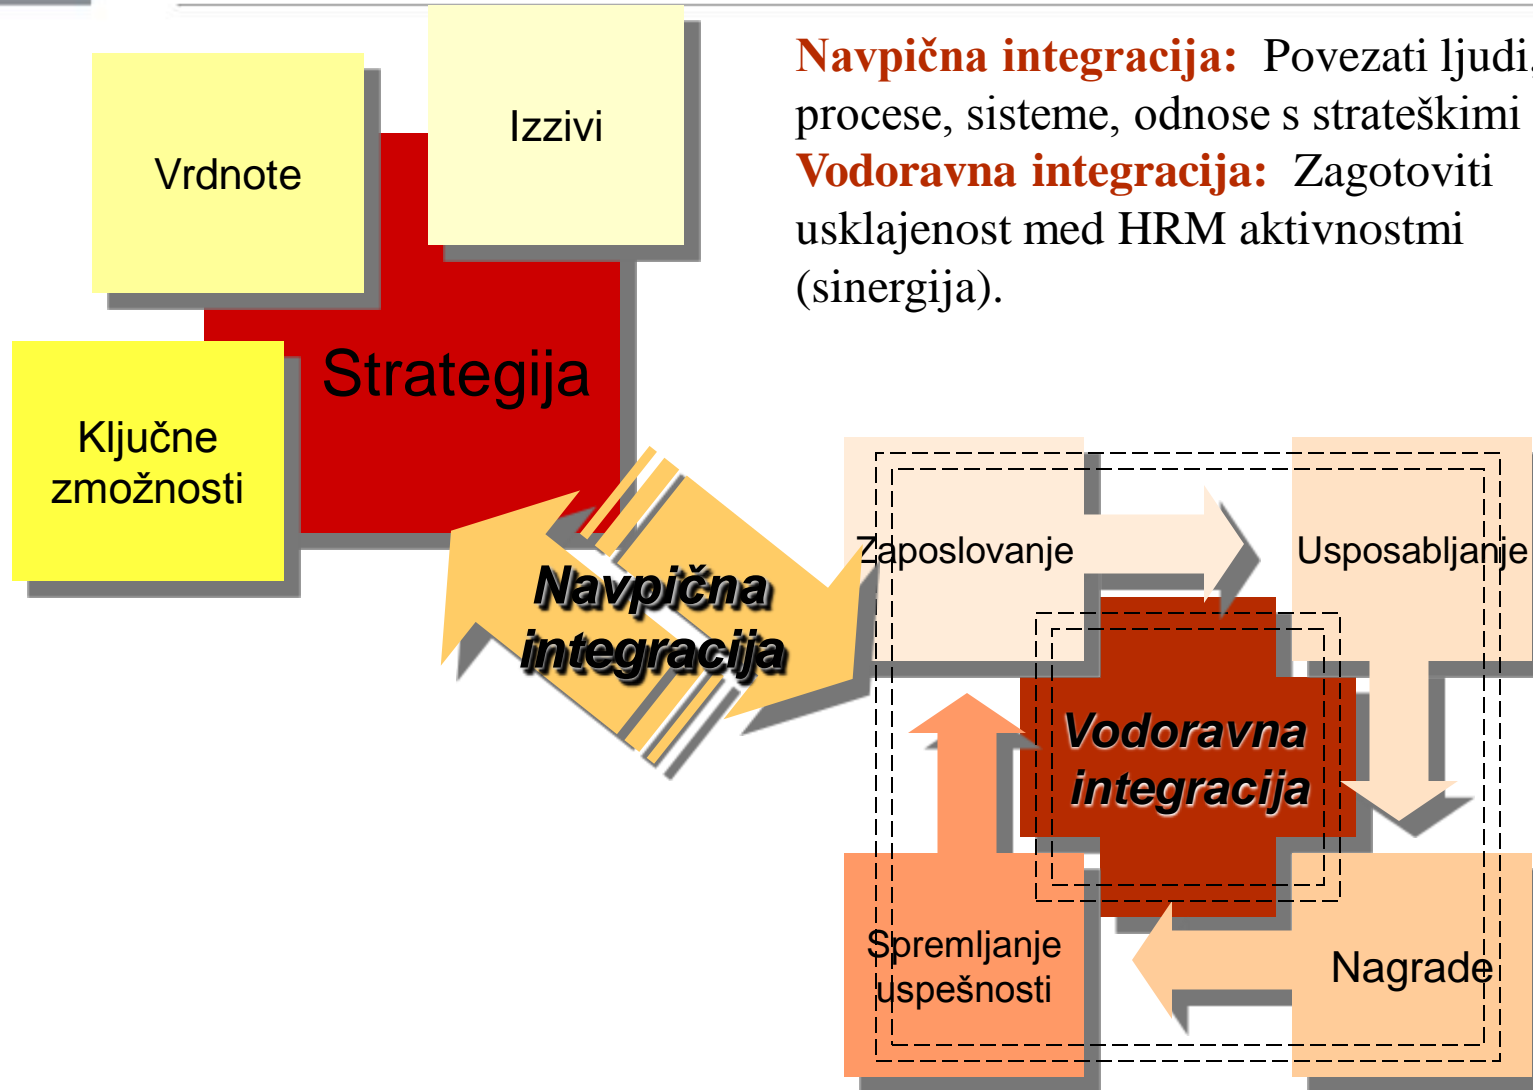 Navpična integracija: Povezati ljudi,
procese, sisteme, odnose s strateškimi
Vodoravna integracija: Zagotoviti
usklajenost med HRM aktivnostmi
(sinergija).
Izzivi
Vrdnote
Strategija
Ključne
zmožnosti
Navpična
integracija
Zaposlovanje
Usposabljanje
Vodoravna
integracija
Spremljanje
uspešnosti
Nagrade